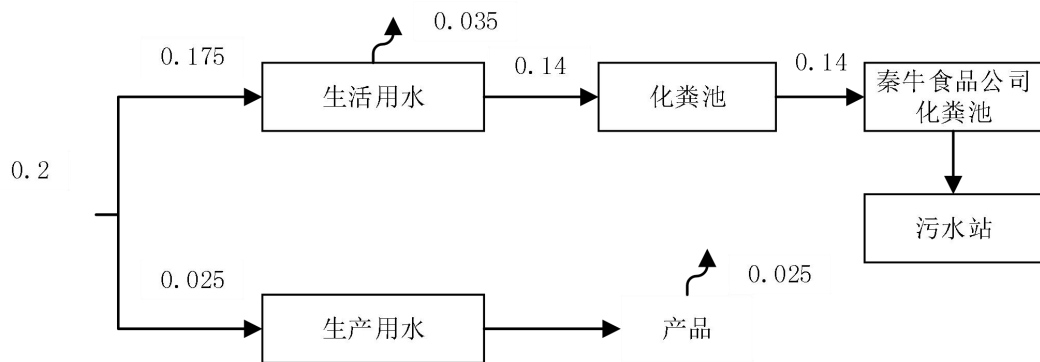 0.035
0.175
0.14
0.14
生活用水
化粪池
秦牛食品公司
化粪池
0.2
污水站
0.025
0.025
生产用水
产品